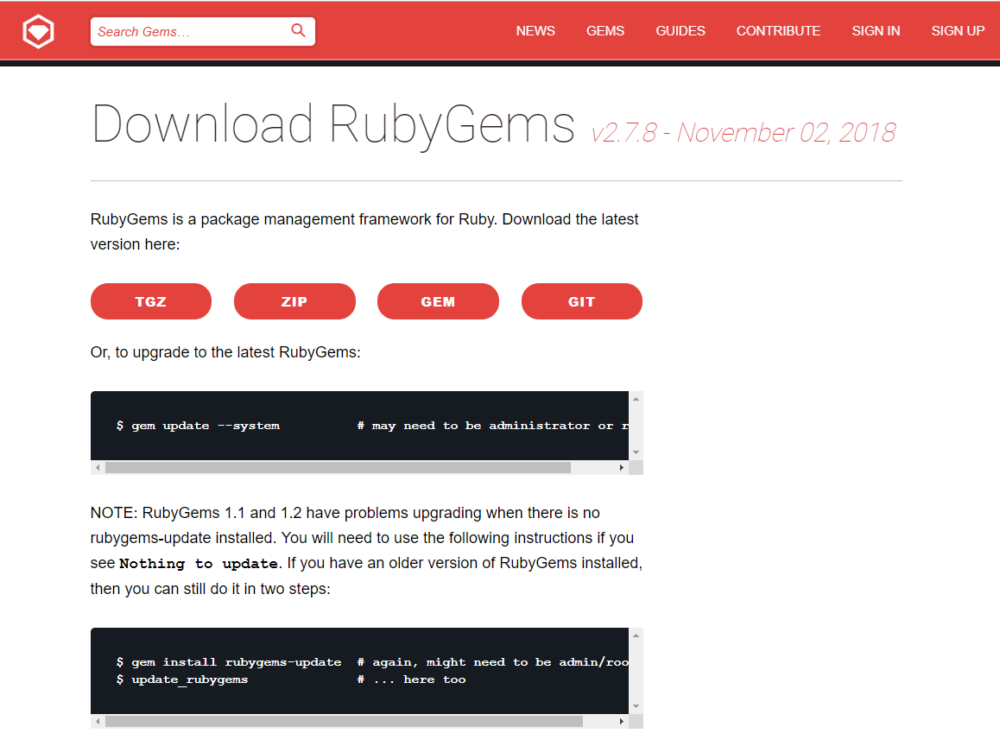 Search Gems…
NEWS GEMS GUIDES CONTRIBUTE SIGN IN SIGN UP
Download RubyGems v2.7.8 - November 02, 2018
RubyGems is a package management framework for Ruby. Download the latest
version here:
TGZ ZIP GEM GIT
Or, to upgrade to the latest RubyGems:
$ gem update --system # may need to be administrator or r
NOTE: RubyGems 1.1 and 1.2 have problems upgrading when there is no
rubygems-update installed. You will need to use the following instructions if you
see Nothing to update. If you have an older version of RubyGems installed,
then you can still do it in two steps:
$ gem install rubygems-update # again, might need to be admin/roo
$ update_rubygems # ... here too